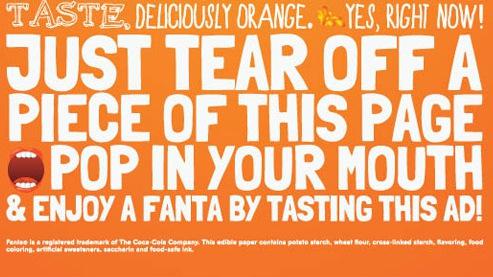 TASTE, DELICIOUSLY ORANGE. YES, RIGHT NOW!
JUST TEAR OFF A
PIECE OF THIS PAGE
POP IN YOUR MOUTH
& ENJOY A FANTA BY TASTING THIS AD!
Fanta® is a registered trademark of The Coca-Cola Company. This edible paper contains potato starch, wheat flour, cross-linked starch, flavoring, food
coloring, artificial sweeteners, saccharin and food-safe ink.